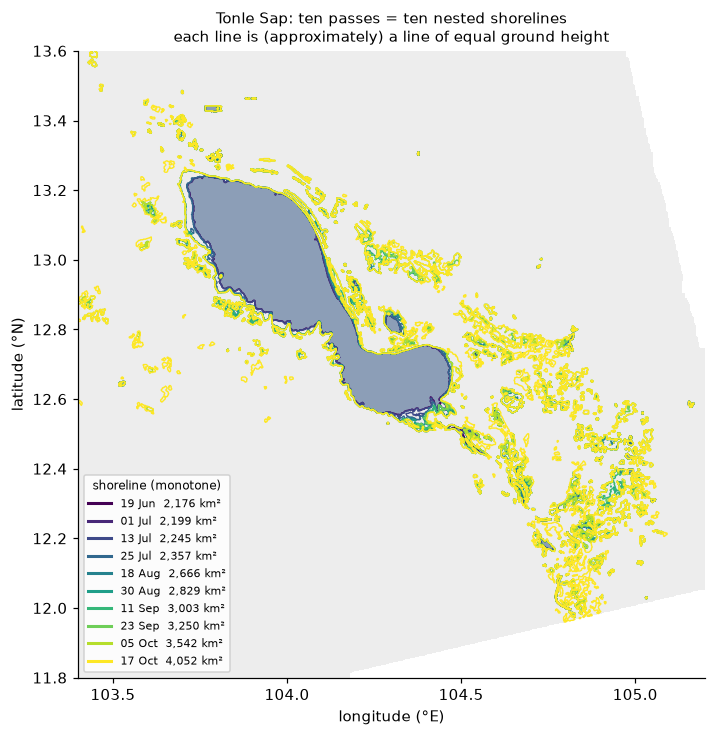 Tonle Sap: ten passes = ten nested shorelines
each line is (approximately) a line of equal ground height
13.6
13.4
13.2
13.0
12.8
12.6
12.4
12.2
12.0
11.8
latitude (°N)
shoreline (monotone)
19 Jun 2,176 km²
01 Jul 2,199 km²
13 Jul 2,245 km²
25 Jul 2,357 km²
18 Aug 2,666 km²
30 Aug 2,829 km²
11 Sep 3,003 km²
23 Sep 3,250 km²
05 Oct 3,542 km²
17 Oct 4,052 km²
103.5 104.0 104.5 105.0
longitude (°E)